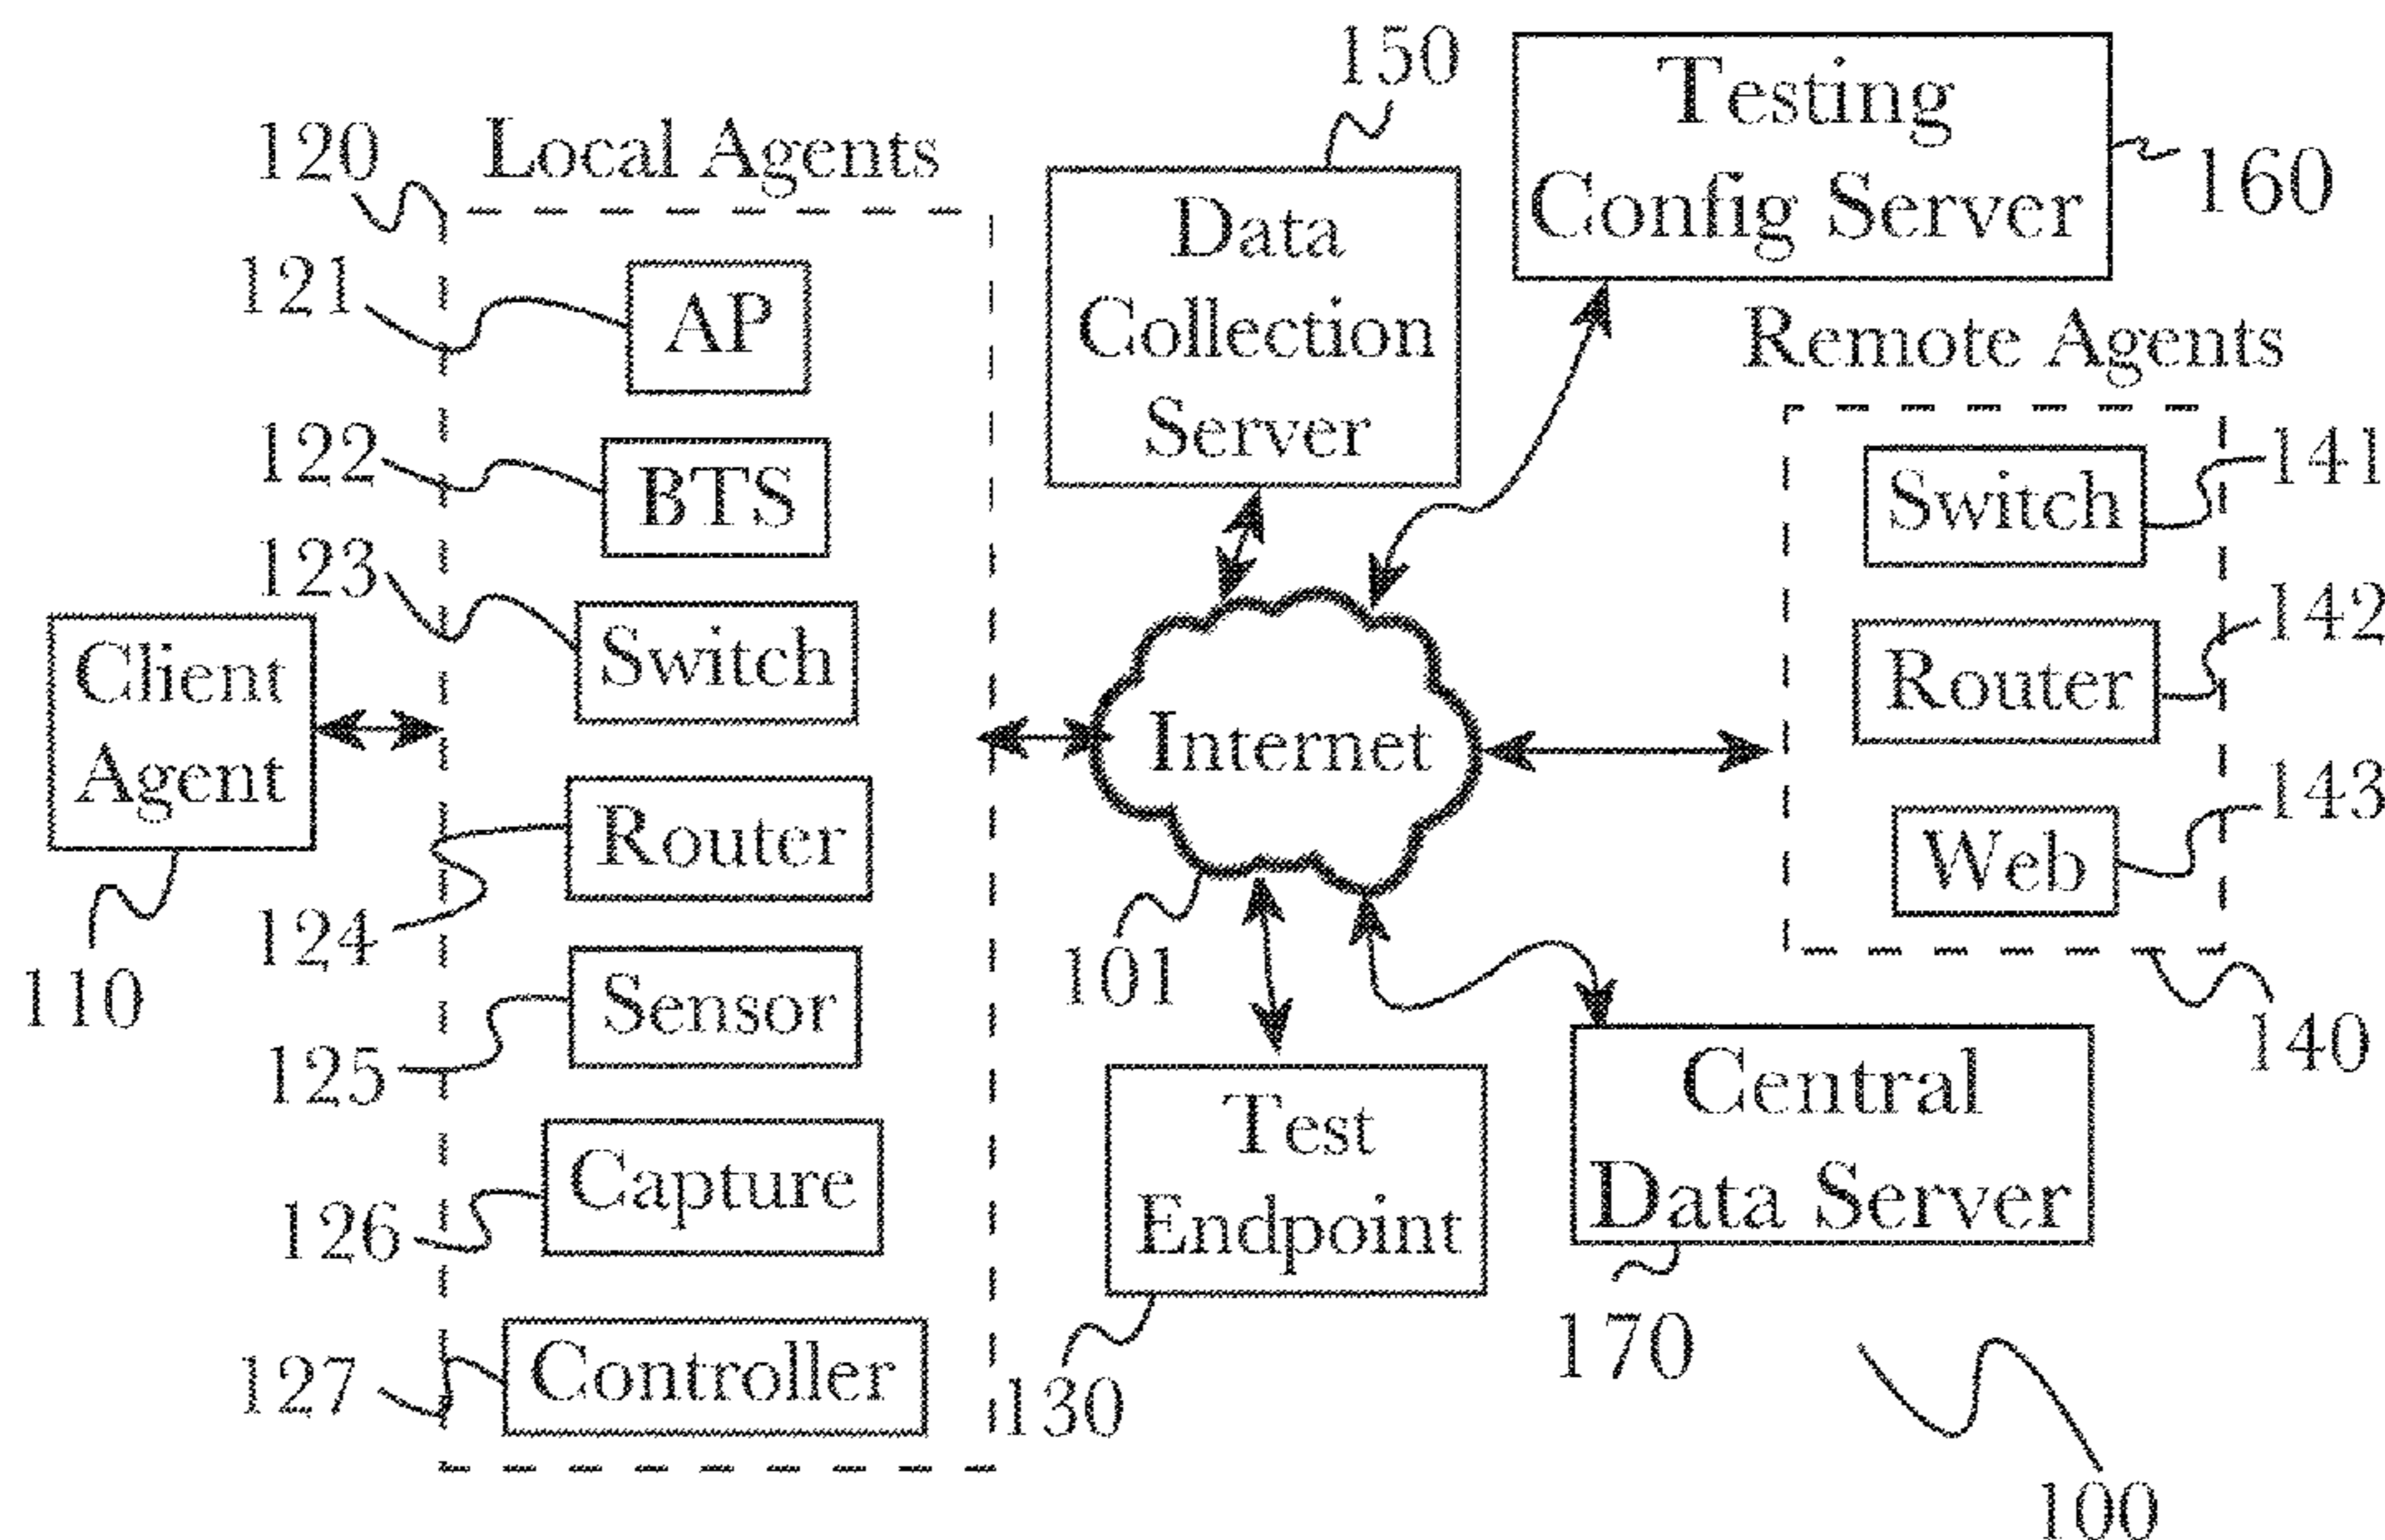 150
Testing
Config Server
160
120
Local Agents
Data
Collection
Server
121
AP
Remote Agents
122
BTS
Switch
141
123
Switch
Client
Agent
Internet
Router
142
Router
124
Web
143
110
Sensor
125
101
140
Test
Endpoint
Central
Data Server
Capture
126
170
Controller
127
130
100